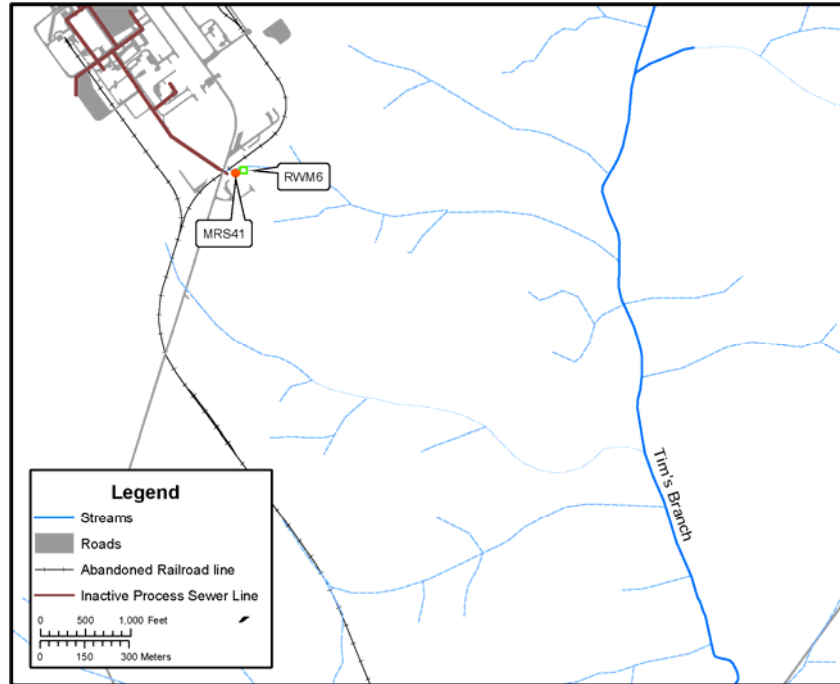 RWM6
MRS41
Tim's Branch
Legend
Streams
Roads
Abandoned Railroad line
Inactive Process Sewer Line
0 500 1,000 Feet
0 150 300 Meters